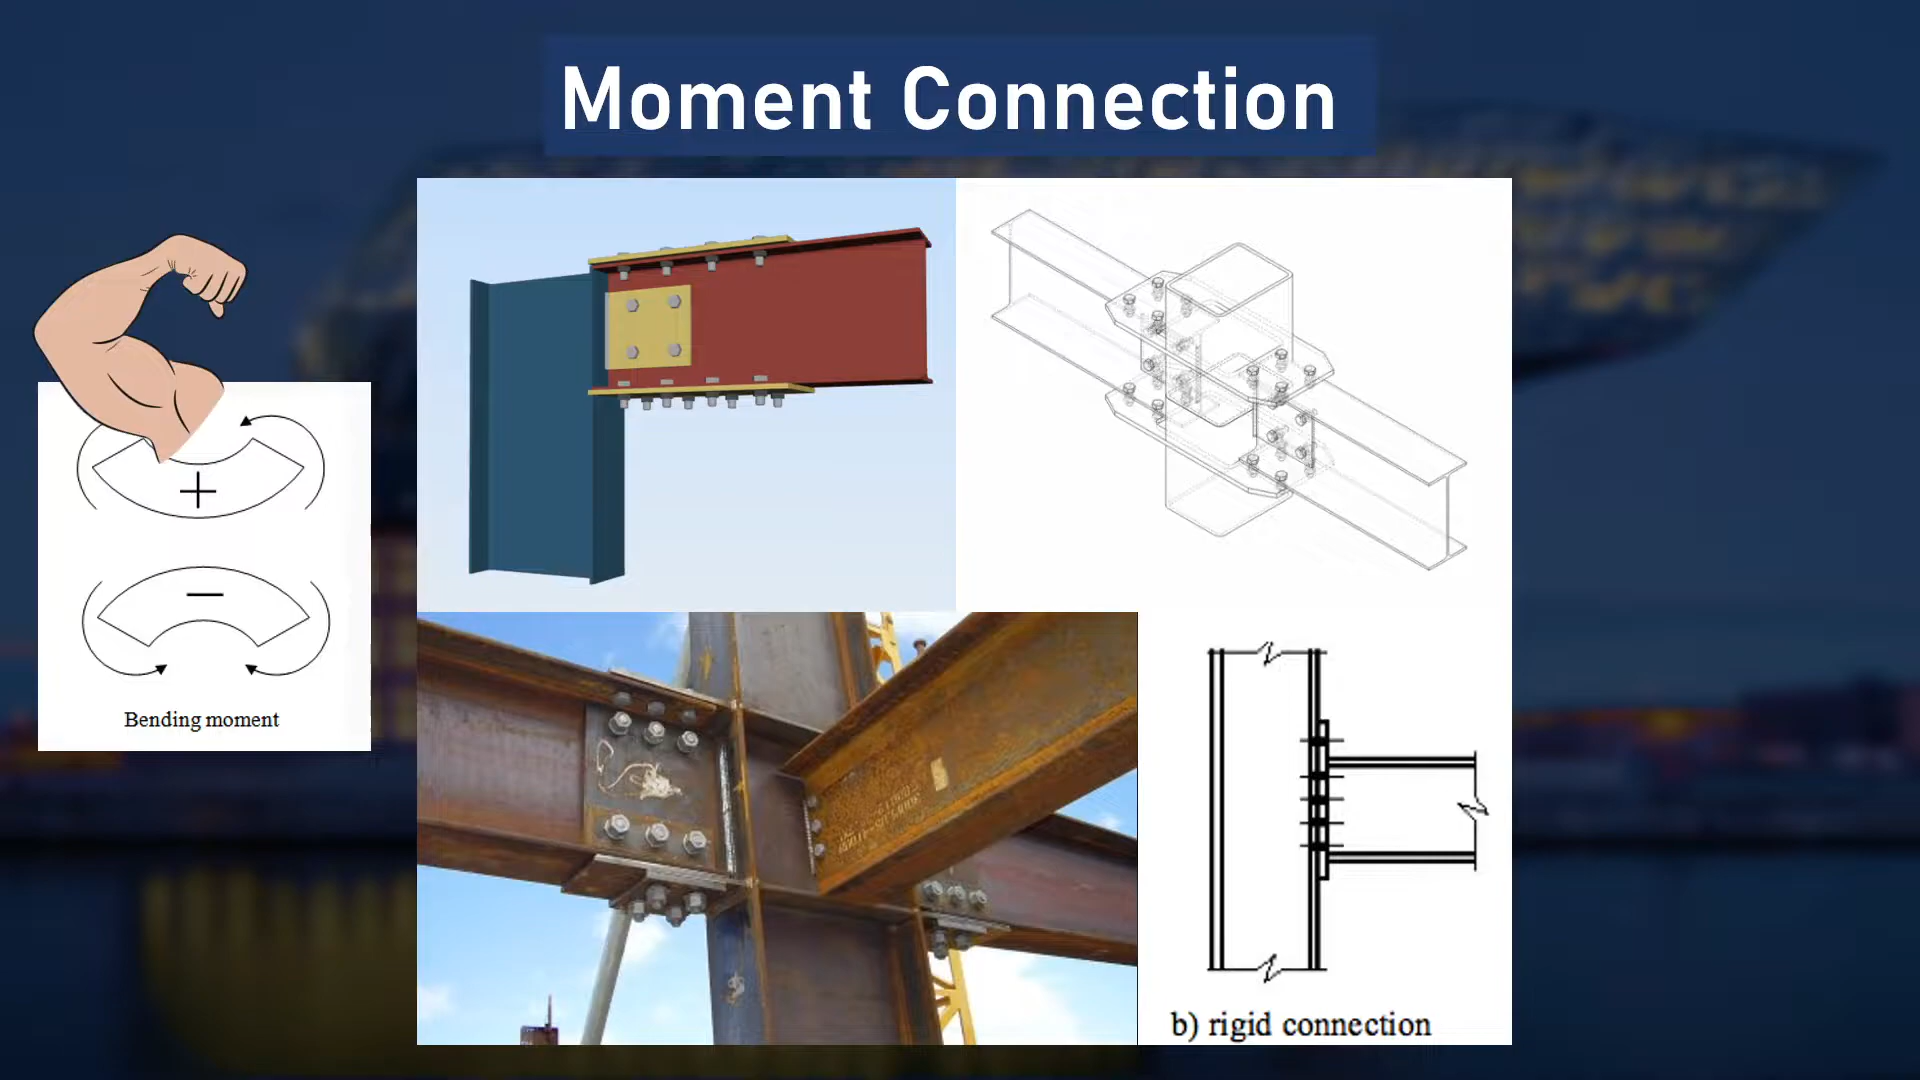 Moment Connection
+
−
Bending moment
b) rigid connection